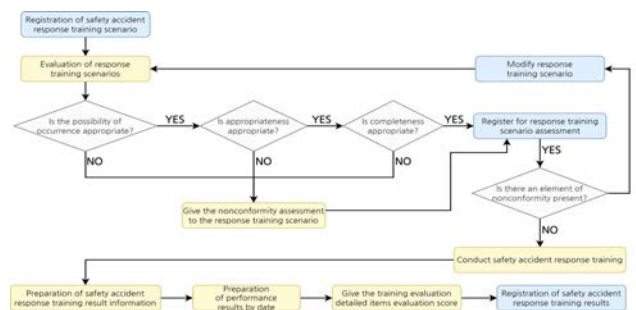 Registration of safety accident
response training scenario
Evaluation of response
training scenarios
Modify response
training scenario
Is the possibility of
occurrence appropriate?
YES
Is appropriateness
appropriate?
YES
Is completeness
appropriate?
YES
Register for response training
scenario assessment
NO
NO
NO
YES
Give the nonconformity assessment
to the response training scenario
Is there an element of
nonconformity present?
NO
Conduct safety accident response training
Preparation of safety accident
response training result information
Preparation
of performance
results by date
Give the training evaluation
detailed items evaluation score
Registration of safety accident
response training results